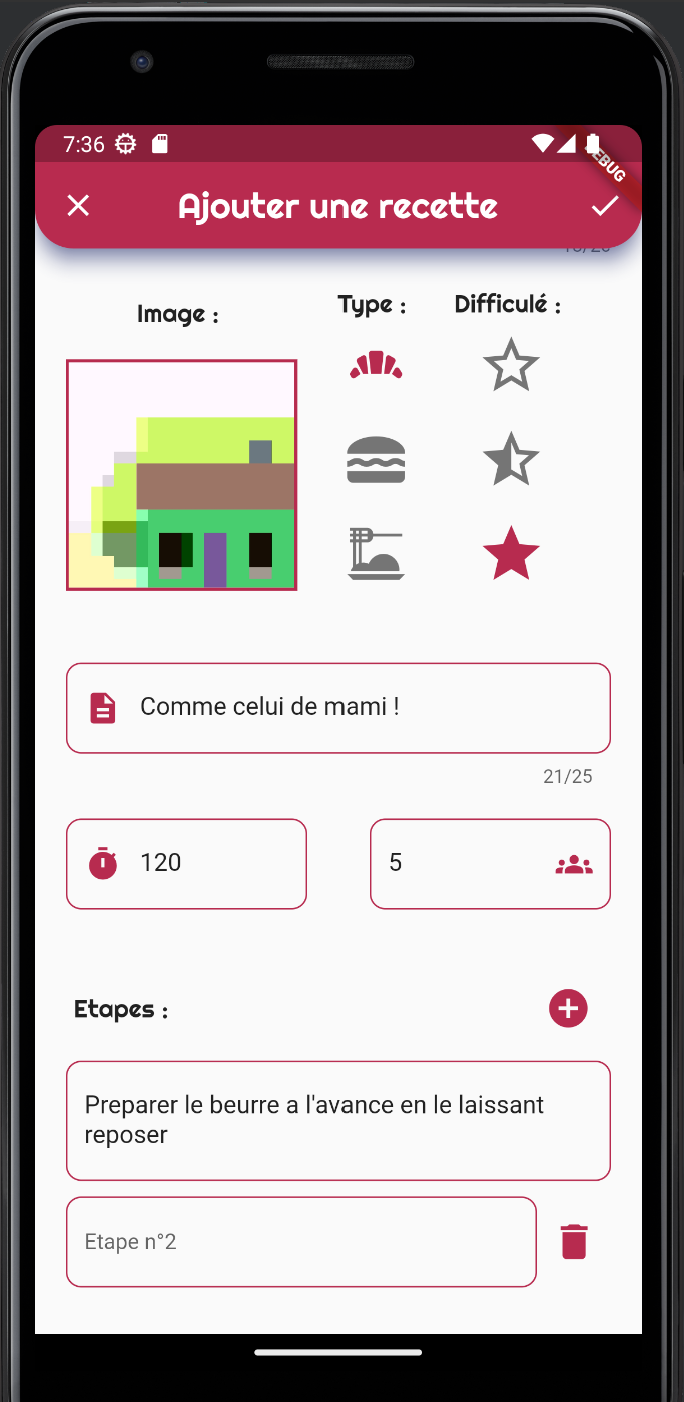 7:36
EBUG
Ajouter une recette
Image :
Type :
Difficulé :
Comme celui de mami !
21/25
120
5
Etapes :
Preparer le beurre a l'avance en le laissant
reposer
Etape n°2